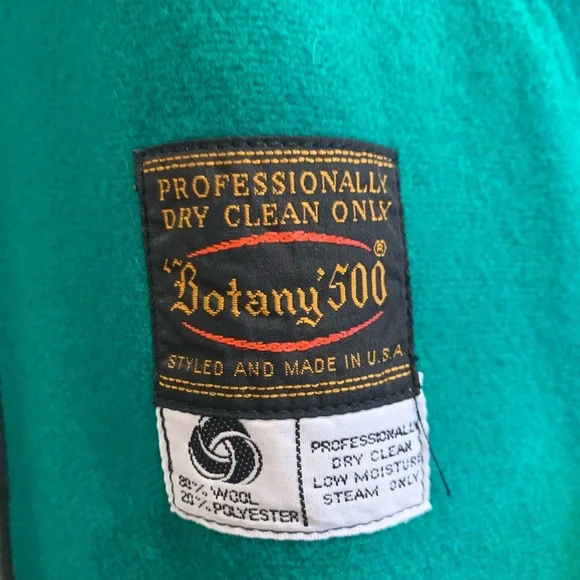 PROFESSIONALLY
DRY CLEAN ONLY
'Botany' 500 ®
STYLED AND MADE IN U.S.A.
80% WOOL
20% POLYESTER
PROFESSIONALLY
DRY CLEAN
LOW MOISTURE
STEAM ONLY